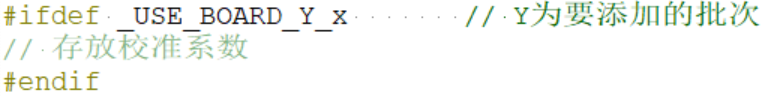 #ifdef _USE_BOARD_Y_x        // Y为要添加的批次
// 存放校准系数
#endif